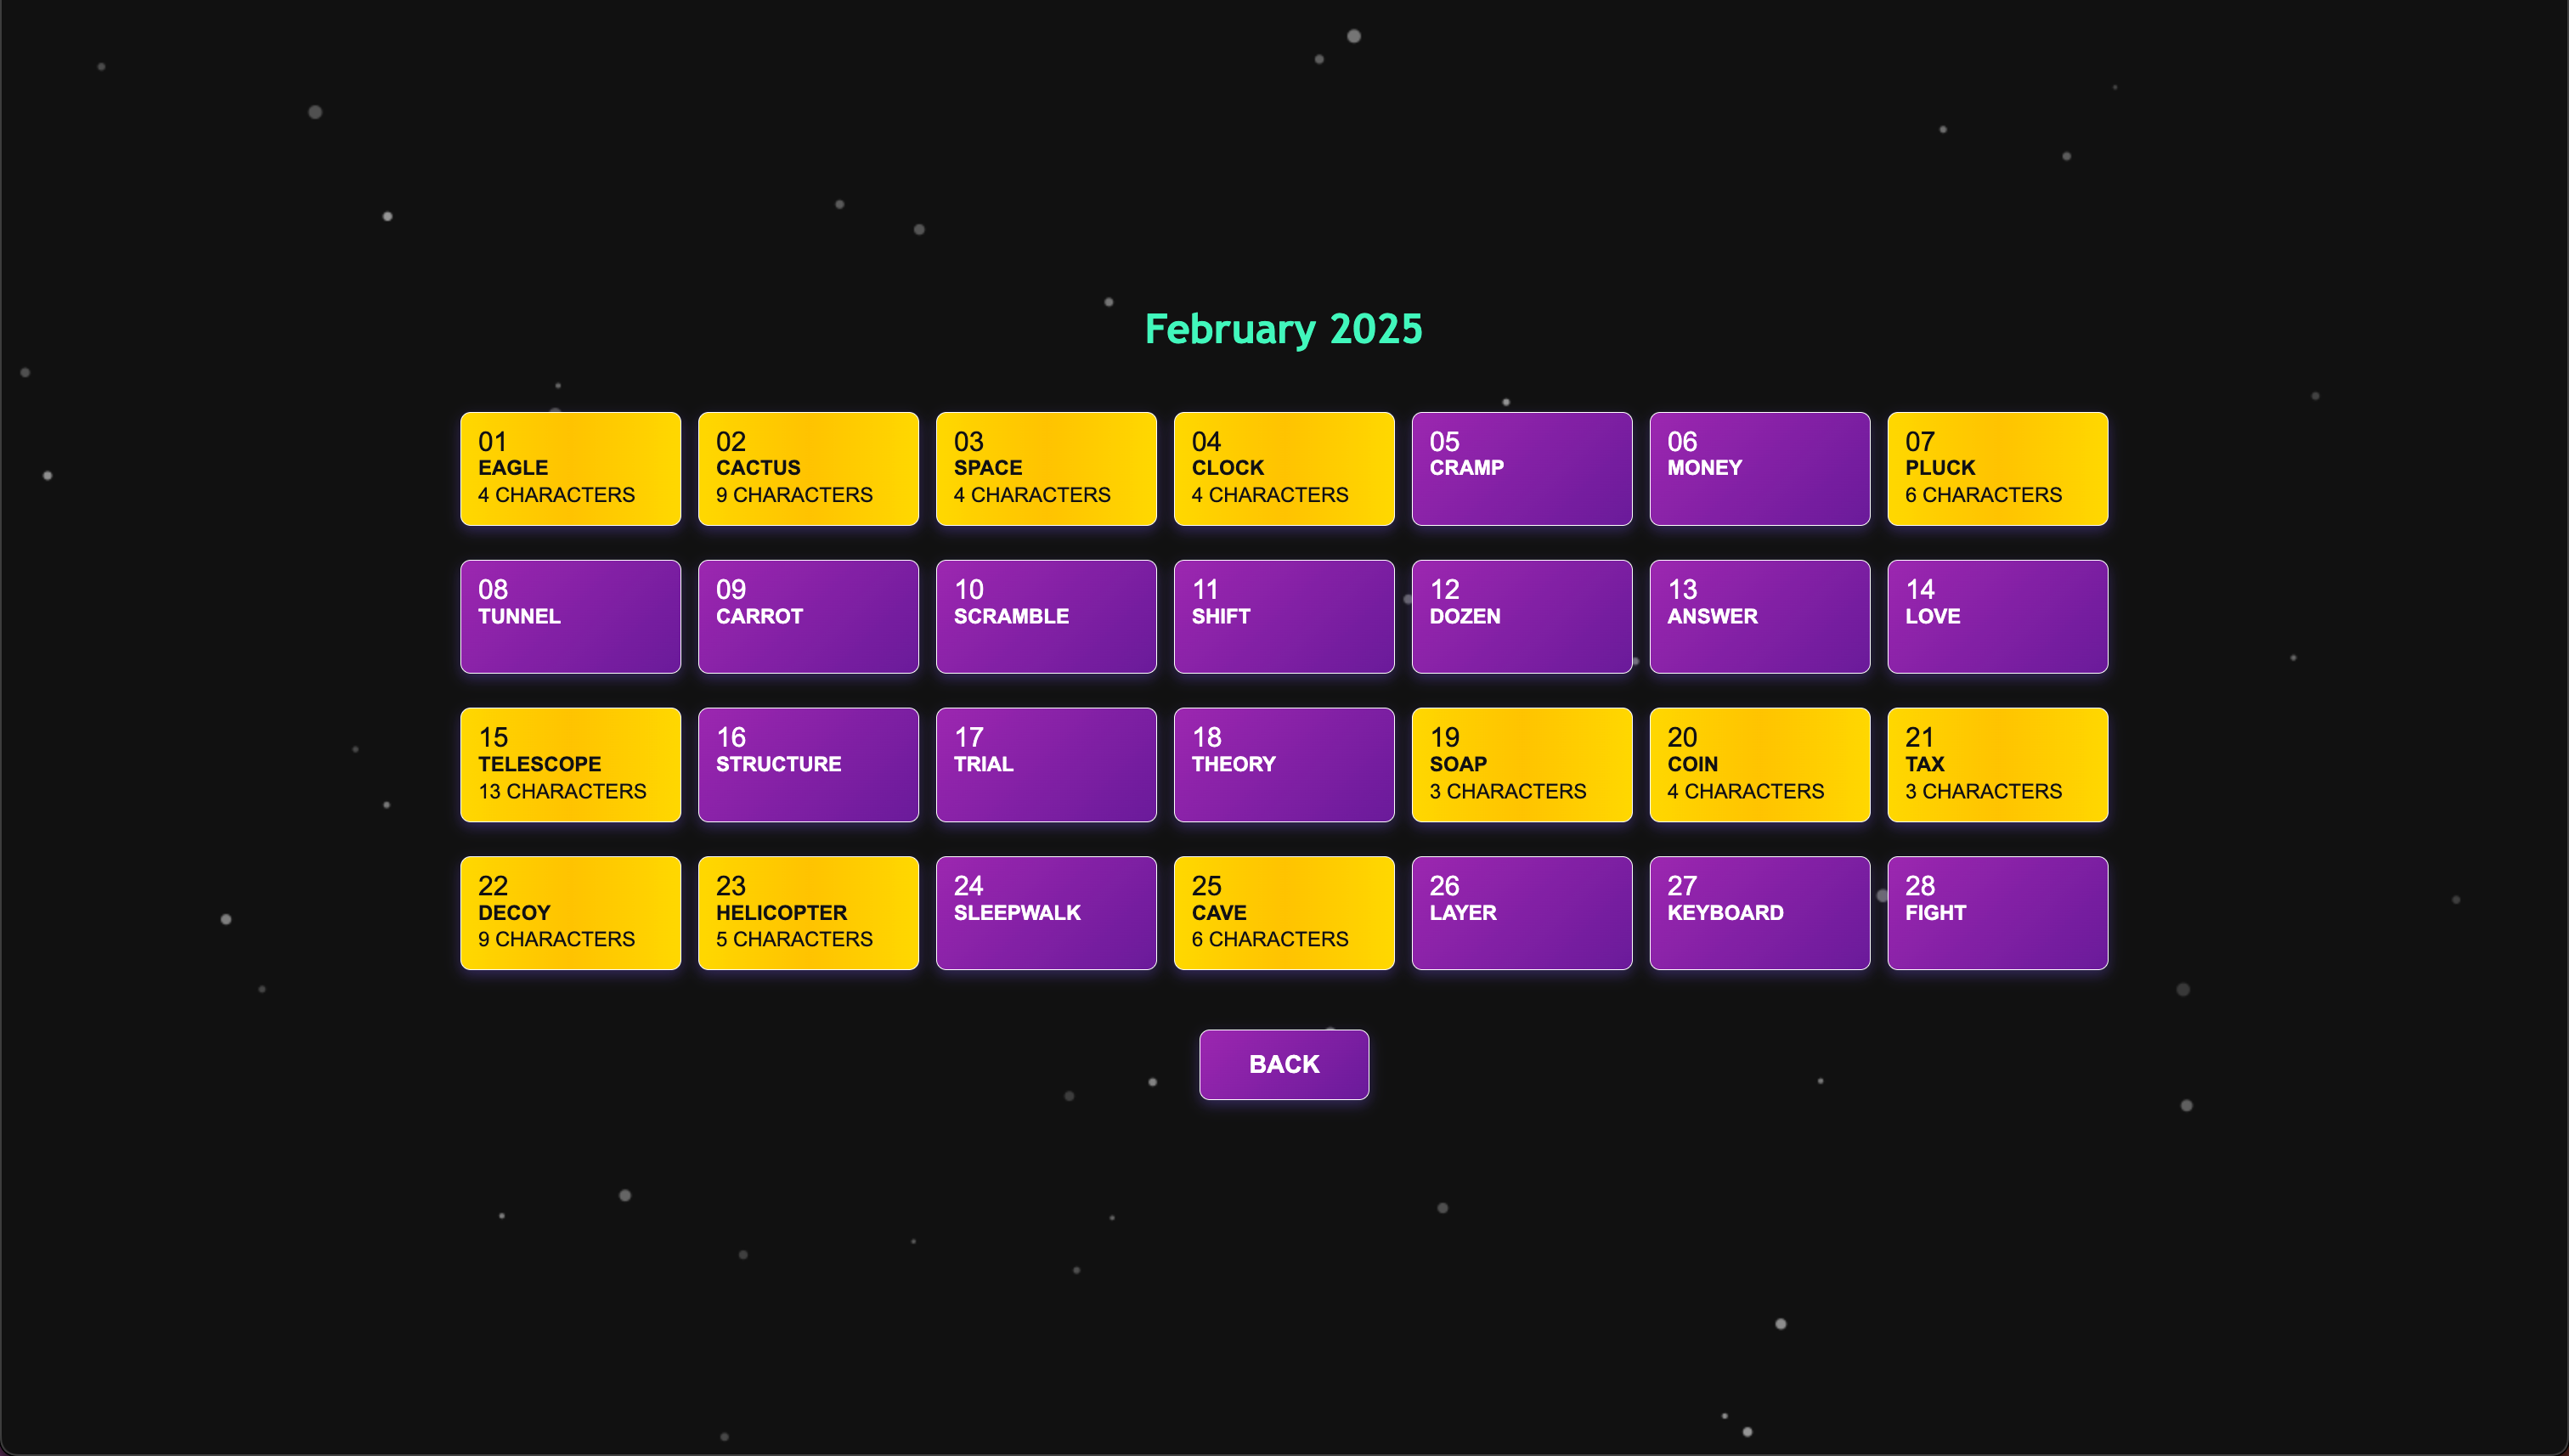 February 2025
01
EAGLE
4 CHARACTERS
02
CACTUS
9 CHARACTERS
03
SPACE
4 CHARACTERS
04
CLOCK
4 CHARACTERS
05
CRAMP
06
MONEY
07
PLUCK
6 CHARACTERS
08
TUNNEL
09
CARROT
10
SCRAMBLE
11
SHIFT
12
DOZEN
13
ANSWER
14
LOVE
15
TELESCOPE
13 CHARACTERS
16
STRUCTURE
17
TRIAL
18
THEORY
19
SOAP
3 CHARACTERS
20
COIN
4 CHARACTERS
21
TAX
3 CHARACTERS
22
DECOY
9 CHARACTERS
23
HELICOPTER
5 CHARACTERS
24
SLEEPWALK
25
CAVE
6 CHARACTERS
26
LAYER
27
KEYBOARD
28
FIGHT
BACK